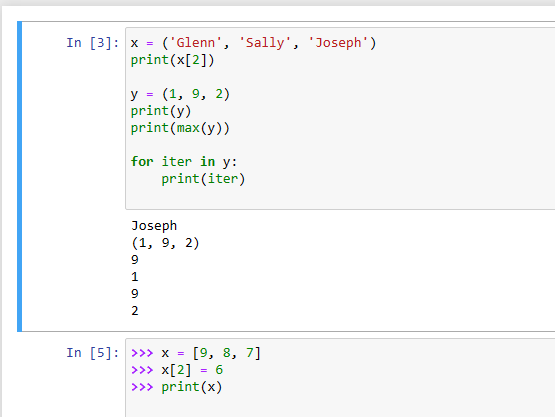 In [3]: x = ('Glenn', 'Sally', 'Joseph')
print(x[2])
y = (1, 9, 2)
print(y)
print(max(y))
for iter in y:
    print(iter)
Joseph
(1, 9, 2)
9
1
9
2
In [5]: >>> x = [9, 8, 7]
>>> x[2] = 6
>>> print(x)